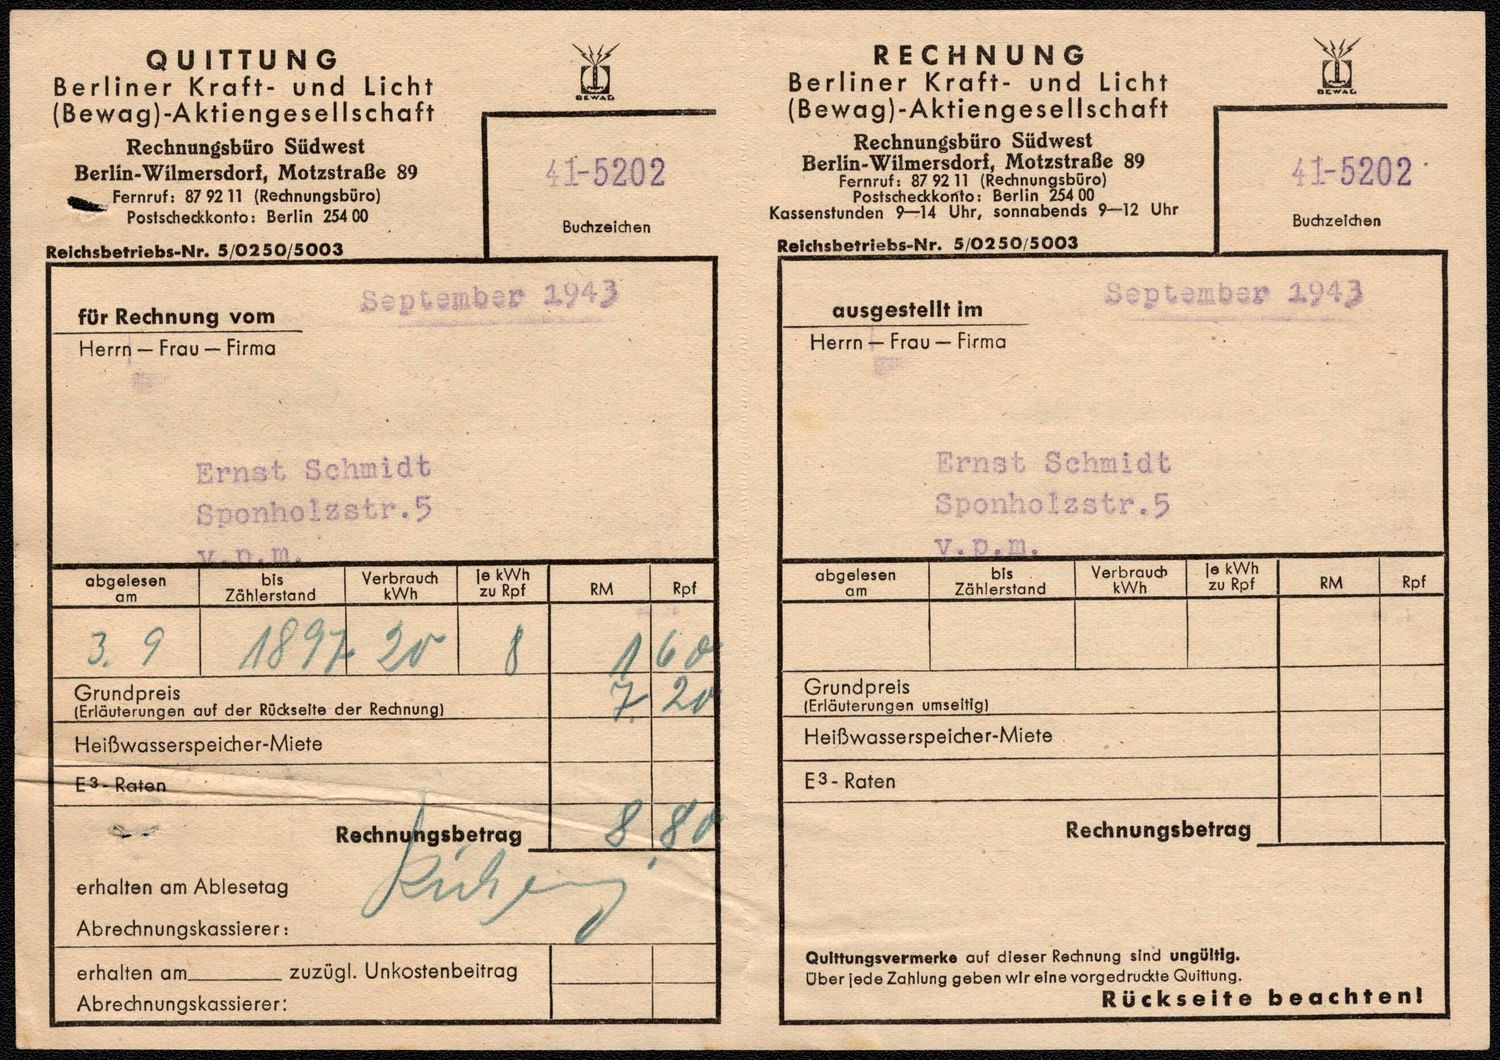 QUITTUNG
Berliner Kraft- und Licht
(Bewag)-Aktiengesellschaft
Rechnungsbüro Südwest
Berlin-Wilmersdorf, Motzstraße 89
Fernruf: 87 92 11 (Rechnungsbüro)
Postscheckkonto: Berlin 254 00
Reichsbetriebs-Nr. 5/0250/5003
BEWAG
41-5202
Buchzeichen
September 1943
für Rechnung vom
Herrn — Frau — Firma
Ernst Schmidt
Sponholzstr.5
v.p.m.
abgelesen am bis Zählerstand Verbrauch kWh je kWh zu Rpf RM Rpf
3. 9 1897 20 8 1 60
Grundpreis 7. 20
(Erläuterungen auf der Rückseite der Rechnung)
Heißwasserspeicher-Miete
E³- Raten
Rechnungsbetrag 8,80
erhalten am Ablesetag
Abrechnungskassierer:
erhalten am zuzügl. Unkostenbeitrag
Abrechnungskassierer:
RECHNUNG
Berliner Kraft- und Licht
(Bewag)-Aktiengesellschaft
Rechnungsbüro Südwest
Berlin-Wilmersdorf, Motzstraße 89
Fernruf: 87 92 11 (Rechnungsbüro)
Postscheckkonto: Berlin 254 00
Kassenstunden 9—14 Uhr, sonnabends 9—12 Uhr
Reichsbetriebs-Nr. 5/0250/5003
BEWAG
41-5202
Buchzeichen
September 1943
ausgestellt im
Herrn — Frau — Firma
Ernst Schmidt
Sponholzstr.5
v.p.m.
abgelesen am bis Zählerstand Verbrauch kWh je kWh zu Rpf RM Rpf
Grundpreis
(Erläuterungen umseitig)
Heißwasserspeicher-Miete
E³- Raten
Rechnungsbetrag
Quittungsvermerke auf dieser Rechnung sind ungültig.
Über jede Zahlung geben wir eine vorgedruckte Quittung.
Rückseite beachten!